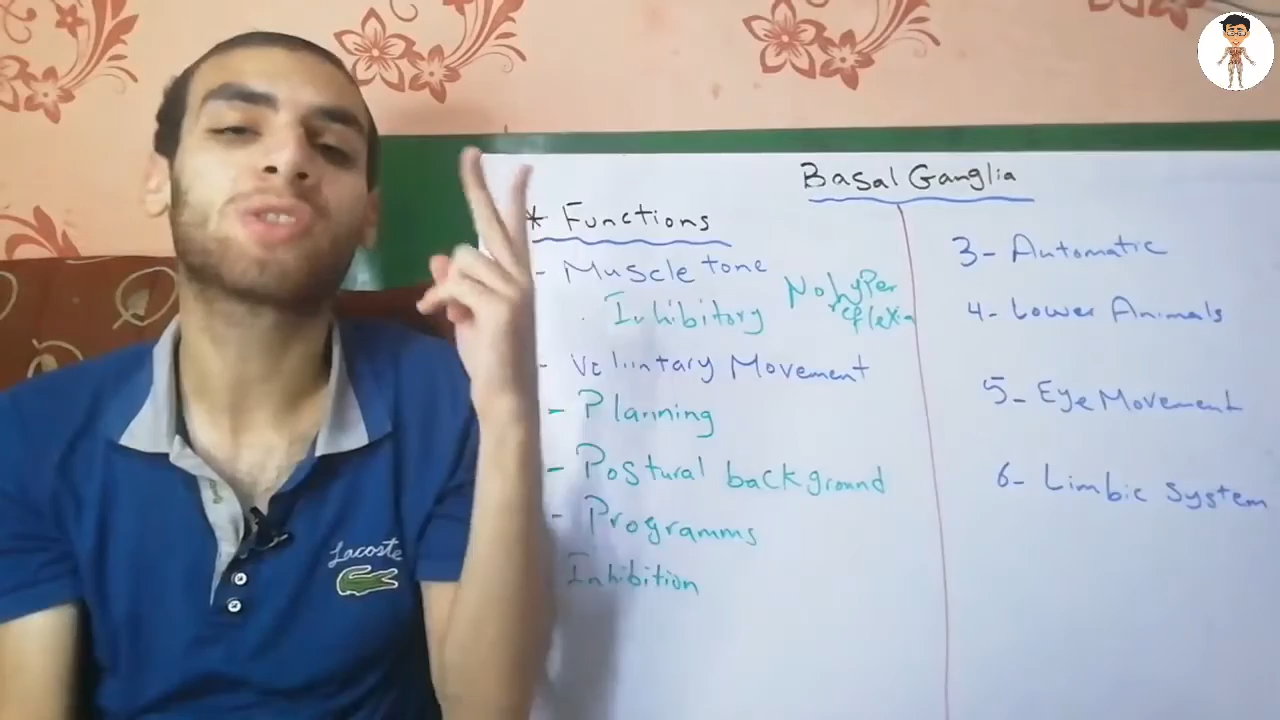 Basal Ganglia
* Functions
- Muscle tone
Inhibitory
No hyper
reflexia
- Voluntary Movement
- Planning
- Postural background
- Programms
Inhibition
3- Automatic
4- Lower Animals
5- Eye Movement
6- Limbic System
Lacoste